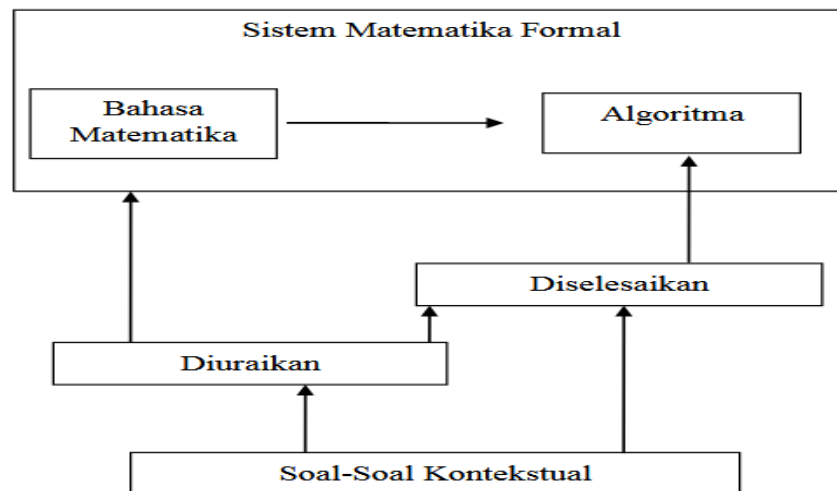 Sistem Matematika Formal
Bahasa
Matematika
Algoritma
Diselesaikan
Diuraikan
Soal-Soal Kontekstual